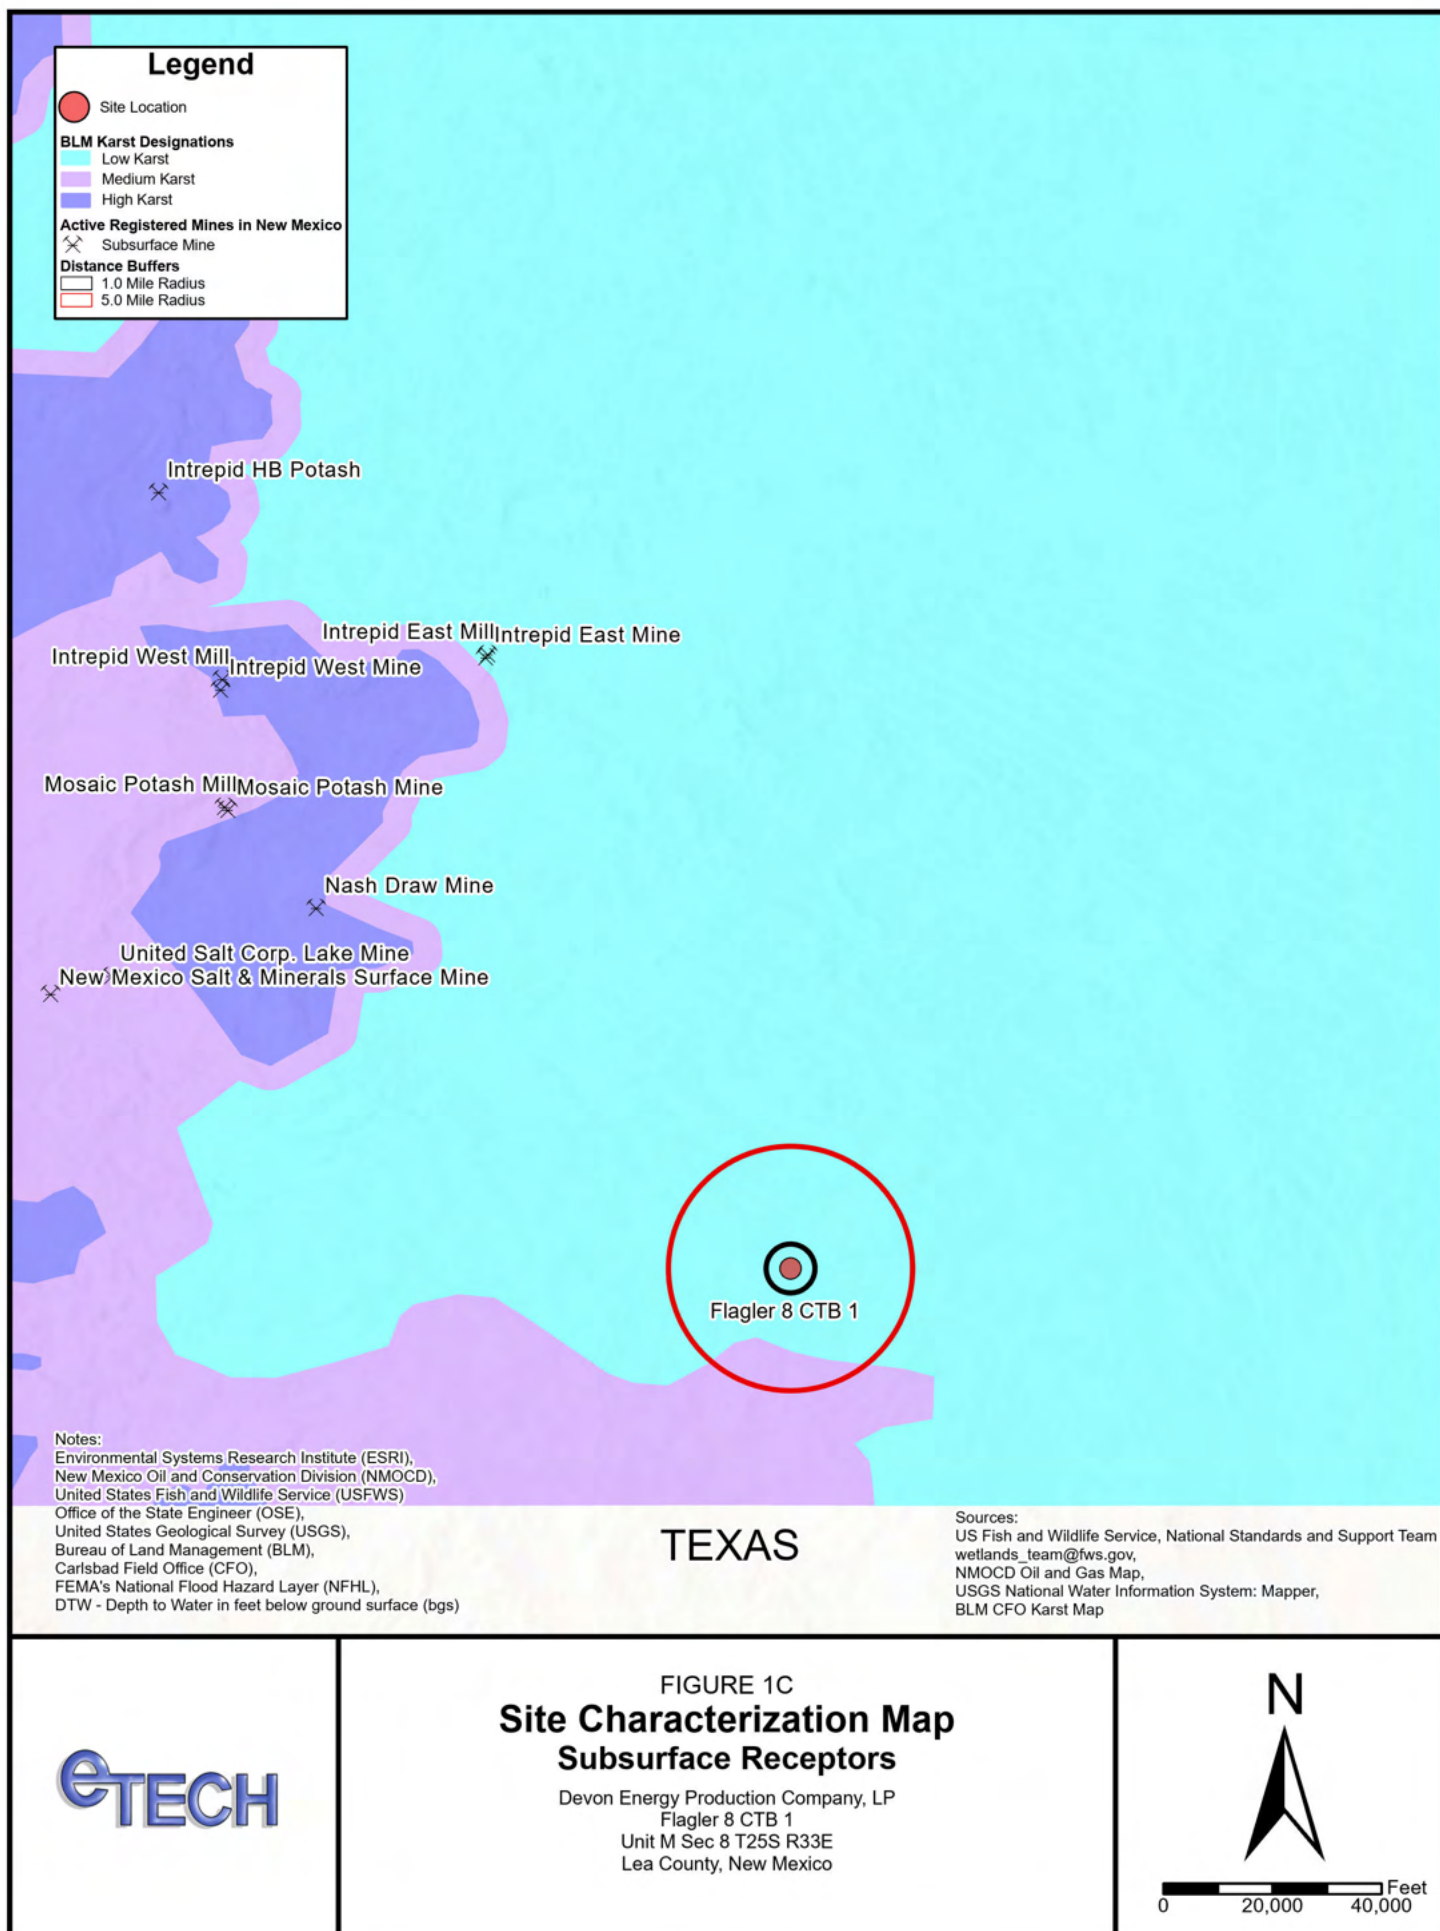 Legend
Site Location
BLM Karst Designations
Low Karst
Medium Karst
High Karst
Active Registered Mines in New Mexico
Subsurface Mine
Distance Buffers
1.0 Mile Radius
5.0 Mile Radius
Intrepid HB Potash
Intrepid East Mill
Intrepid East Mine
Intrepid West Mill
Intrepid West Mine
Mosaic Potash Mill
Mosaic Potash Mine
Nash Draw Mine
United Salt Corp. Lake Mine
New Mexico Salt & Minerals Surface Mine
Flagler 8 CTB 1
Notes:
Environmental Systems Research Institute (ESRI),
New Mexico Oil and Conservation Division (NMOCD),
United States Fish and Wildlife Service (USFWS)
Office of the State Engineer (OSE),
United States Geological Survey (USGS),
Bureau of Land Management (BLM),
Carlsbad Field Office (CFO),
FEMA's National Flood Hazard Layer (NFHL),
DTW - Depth to Water in feet below ground surface (bgs)
TEXAS
Sources:
US Fish and Wildlife Service, National Standards and Support Team
wetlands_team@fws.gov,
NMOCD Oil and Gas Map,
USGS National Water Information System: Mapper,
BLM CFO Karst Map
eTECH
FIGURE 1C
Site Characterization Map
Subsurface Receptors
Devon Energy Production Company, LP
Flagler 8 CTB 1
Unit M Sec 8 T25S R33E
Lea County, New Mexico
N
Feet
0 20,000 40,000